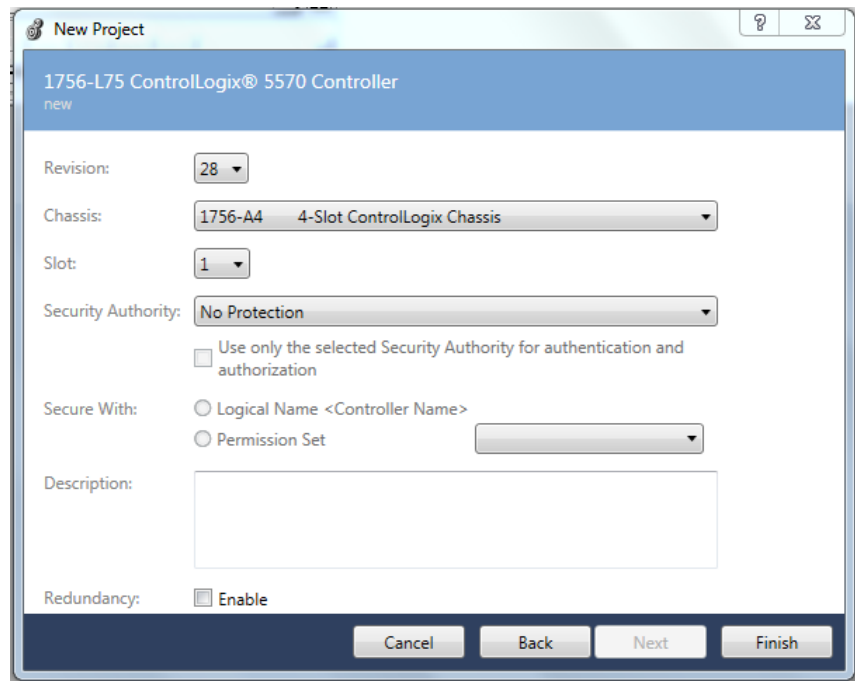 New Project
1756-L75 ControlLogix® 5570 Controller
new
Revision: 28
Chassis: 1756-A4 4-Slot ControlLogix Chassis
Slot: 1
Security Authority: No Protection
Use only the selected Security Authority for authentication and
authorization
Secure With: Logical Name <Controller Name>
Permission Set
Description:
Redundancy: Enable
Cancel Back Next Finish